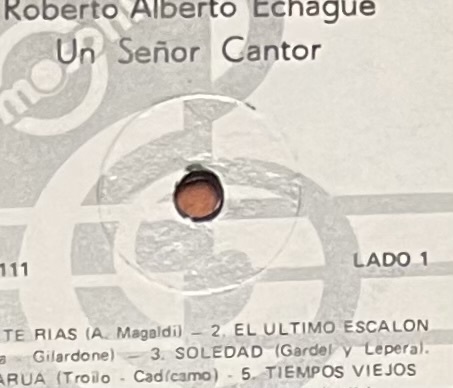 Roberto Alberto Echagüe
Un Señor Cantor
111
LADO 1
TE RIAS (A. Magaldi) — 2. EL ULTIMO ESCALON
a - Gilardone) — 3. SOLEDAD (Gardel y Lepera).
ARUA (Troilo - Cadícamo) - 5. TIEMPOS VIEJOS